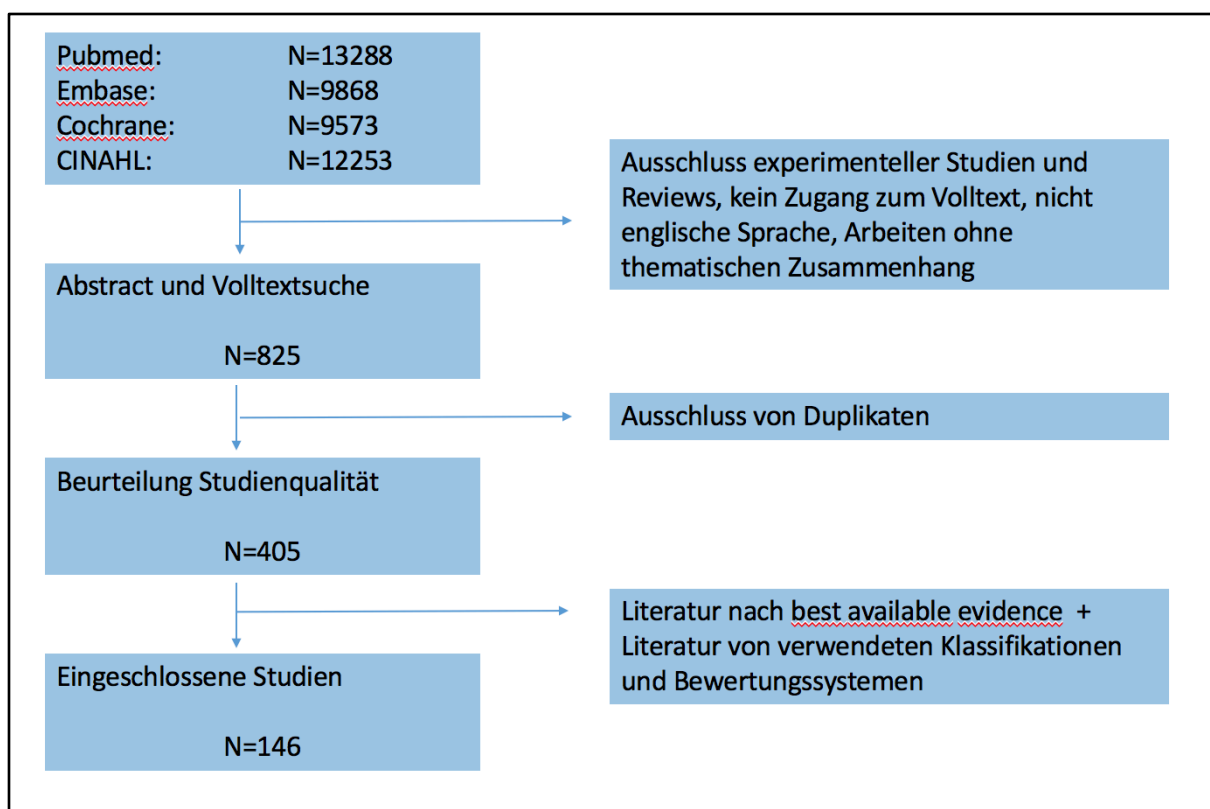 Pubmed: N=13288
Embase: N=9868
Cochrane: N=9573
CINAHL: N=12253
Ausschluss experimenteller Studien und
Reviews, kein Zugang zum Volltext, nicht
englische Sprache, Arbeiten ohne
thematischen Zusammenhang
Abstract und Volltextsuche
N=825
Ausschluss von Duplikaten
Beurteilung Studienqualität
N=405
Literatur nach best available evidence +
Literatur von verwendeten Klassifikationen
und Bewertungssystemen
Eingeschlossene Studien
N=146